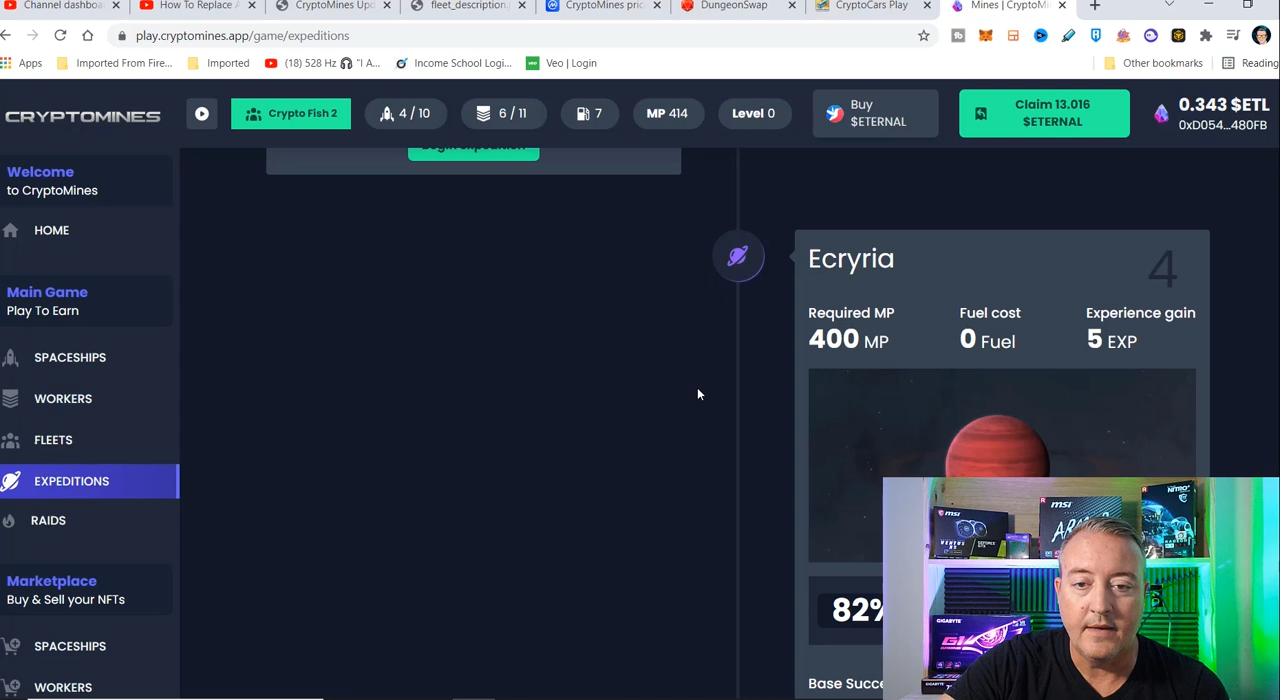 Channel dashboa
How To Replace A
CryptoMines Upd
fleet_description.p
CryptoMines pric
DungeonSwap
CryptoCars Play
Mines | CryptoMi
play.cryptomines.app/game/expeditions
Apps
Imported From Fire...
Imported
(18) 528 Hz "I A...
Income School Logi...
Veo | Login
Other bookmarks
Reading
CRYPTOMINES
Crypto Fish 2
4 / 10
6 / 11
7
MP 414
Level 0
Buy
$ETERNAL
Claim 13.016
$ETERNAL
0.343 $ETL
0xD054...480FB
Welcome
to CryptoMines
HOME
Main Game
Play To Earn
SPACESHIPS
WORKERS
FLEETS
EXPEDITIONS
RAIDS
Marketplace
Buy & Sell your NFTs
SPACESHIPS
WORKERS
Ecryria
4
Required MP
400 MP
Fuel cost
0 Fuel
Experience gain
5 EXP
82%
Base Succe
msi
msi
NITRO+
GIGABYTE